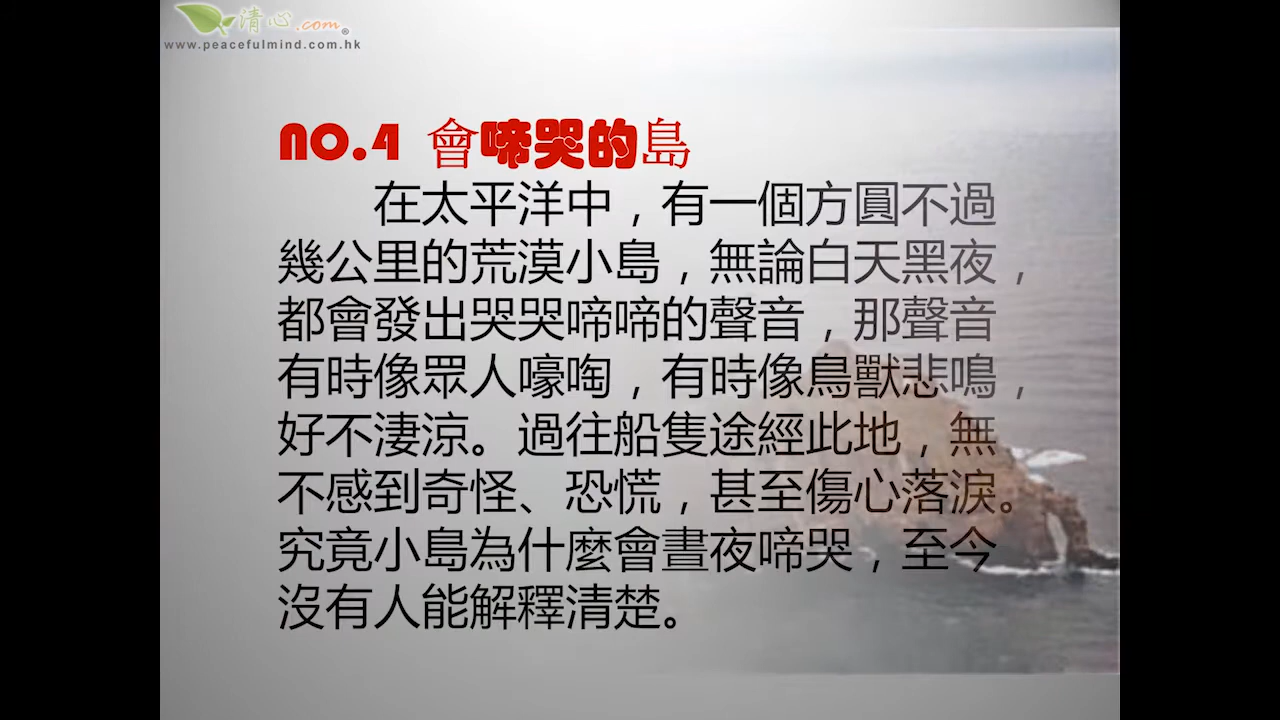 清心.com®
www.peacefulmind.com.hk
NO.4 會啼哭的島
在太平洋中，有一個方圓不過
幾公里的荒漠小島，無論白天黑夜，
都會發出哭哭啼啼的聲音，那聲音
有時像眾人嚎啕，有時像鳥獸悲鳴，
好不淒涼。過往船隻途經此地，無
不感到奇怪、恐慌，甚至傷心落淚。
究竟小島為什麼會晝夜啼哭，至今
沒有人能解釋清楚。